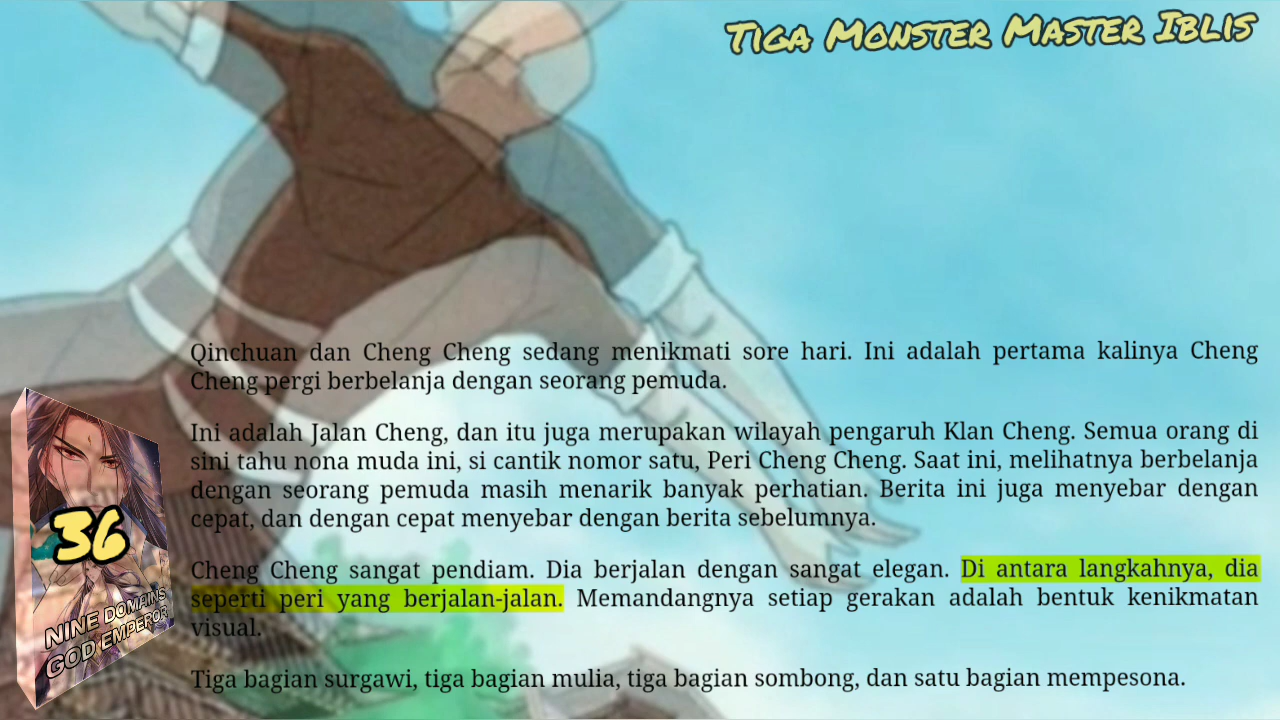 Tiga Monster Master Iblis
Qinchuan dan Cheng Cheng sedang menikmati sore hari. Ini adalah pertama kalinya Cheng
Cheng pergi berbelanja dengan seorang pemuda.
Ini adalah Jalan Cheng, dan itu juga merupakan wilayah pengaruh Klan Cheng. Semua orang di
sini tahu nona muda ini, si cantik nomor satu, Peri Cheng Cheng. Saat ini, melihatnya berbelanja
dengan seorang pemuda masih menarik banyak perhatian. Berita ini juga menyebar dengan
cepat, dan dengan cepat menyebar dengan berita sebelumnya.
Cheng Cheng sangat pendiam. Dia berjalan dengan sangat elegan. Di antara langkahnya, dia
seperti peri yang berjalan-jalan. Memandangnya setiap gerakan adalah bentuk kenikmatan
visual.
Tiga bagian surgawi, tiga bagian mulia, tiga bagian sombong, dan satu bagian mempesona.
36
NINE DOMAINS
GOD EMPEROR